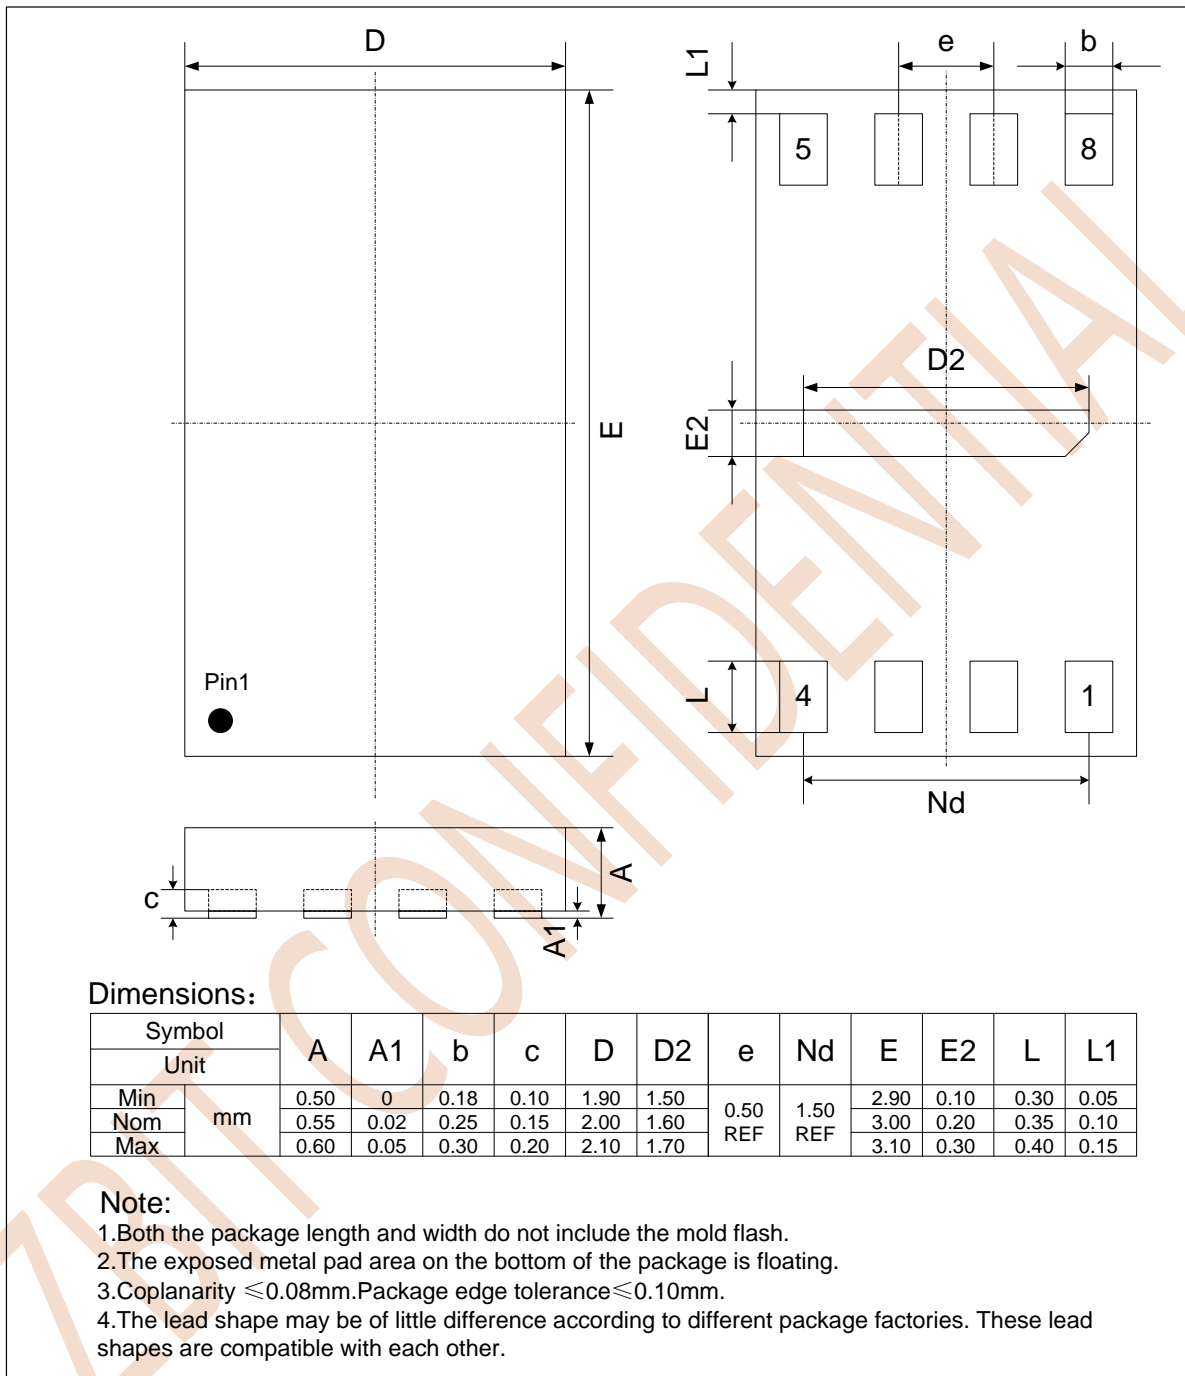 D
e
b
L1
5
8
D2
E2
E
Pin1
L
4
1
Nd
A
c
A1
Dimensions：
Symbol A A1 b c D D2 e Nd E E2 L L1
Unit
Min mm 0.50 0 0.18 0.10 1.90 1.50 0.50 REF 1.50 REF 2.90 0.10 0.30 0.05
Nom 0.55 0.02 0.25 0.15 2.00 1.60 3.00 0.20 0.35 0.10
Max 0.60 0.05 0.30 0.20 2.10 1.70 3.10 0.30 0.40 0.15
Note:
1.Both the package length and width do not include the mold flash.
2.The exposed metal pad area on the bottom of the package is floating.
3.Coplanarity ≤0.08mm.Package edge tolerance≤0.10mm.
4.The lead shape may be of little difference according to different package factories. These lead
shapes are compatible with each other.
ZBIT CONFIDENTIAL